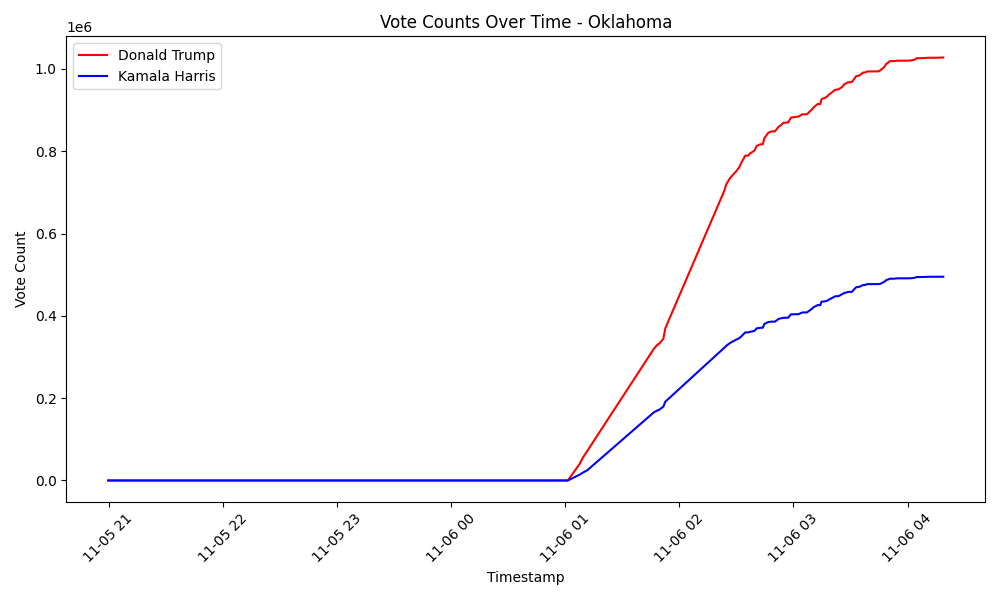 Vote Counts Over Time - Oklahoma
1e6
Donald Trump
Kamala Harris
1.0
0.8
0.6
0.4
0.2
0.0
Vote Count
11-05 21
11-05 22
11-05 23
11-06 00
11-06 01
11-06 02
11-06 03
11-06 04
Timestamp